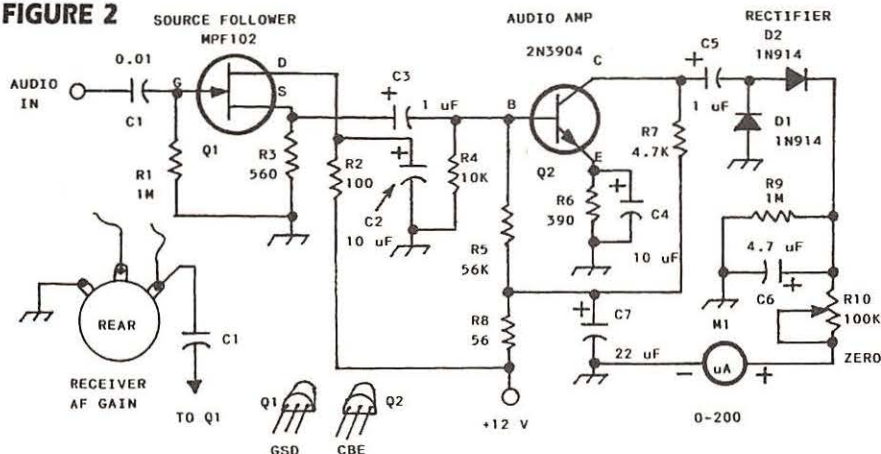 FIGURE 2
SOURCE FOLLOWER
MPF102
AUDIO AMP
2N3904
RECTIFIER
D2
1N914
0.01
AUDIO
IN
C1
G
D
S
Q1
R1
1M
R3
560
C3
+
1 uF
R2
100
+
C2
10 uF
R4
10K
B
C
E
Q2
R5
56K
R6
390
+
C4
10 uF
R7
4.7K
C5
+
1 uF
D1
1N914
R9
1M
4.7 uF
+
C6
R10
100K
ZERO
R8
56
+
C7
22 uF
M1
uA
-
+
0-200
+12 V
REAR
C1
RECEIVER
AF GAIN
TO Q1
Q1
GSD
Q2
CBE